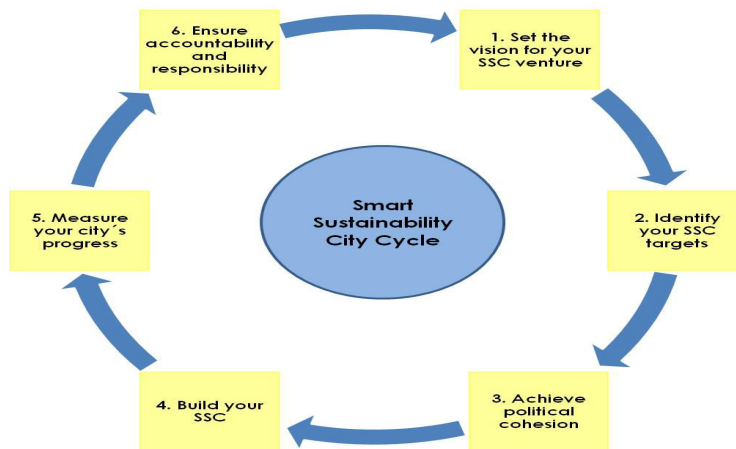 6. Ensure
accountability
and
responsibility
1. Set the
vision for your
SSC venture
5. Measure
your city´s
progress
Smart
Sustainability
City Cycle
2. Identify
your SSC
targets
4. Build your
SSC
3. Achieve
political
cohesion